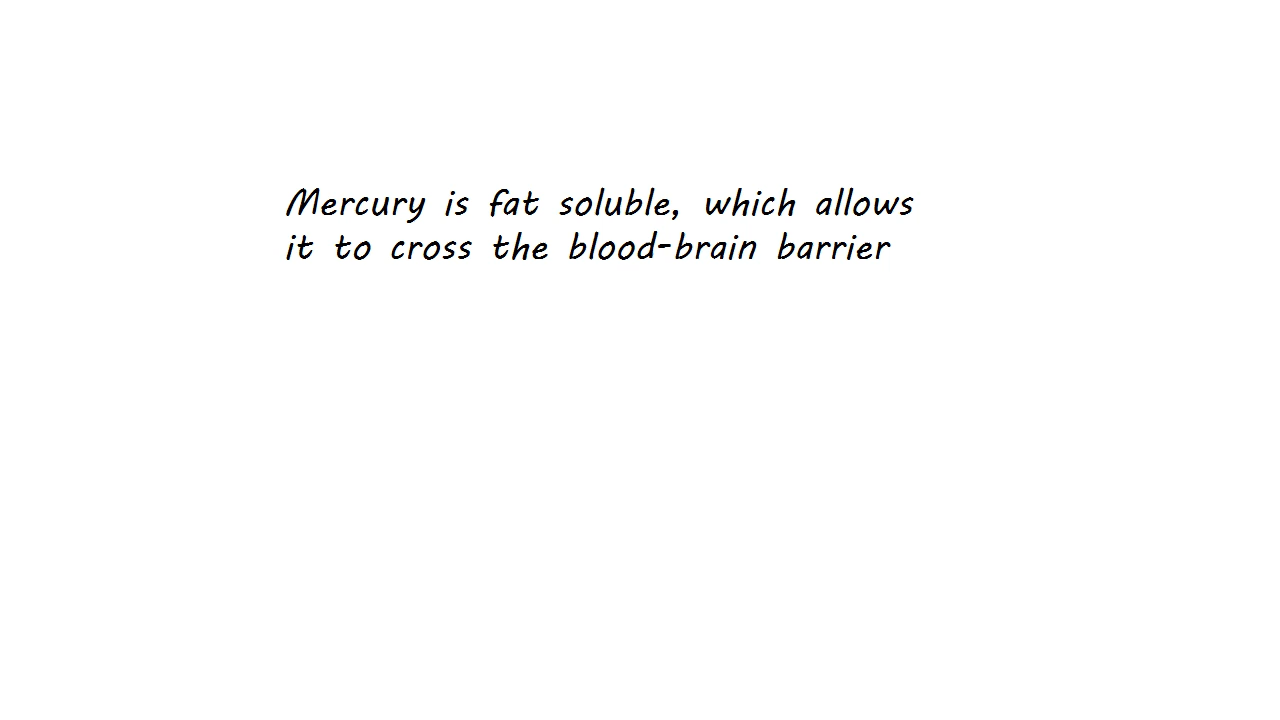 Mercury is fat soluble, which allows
it to cross the blood-brain barrier